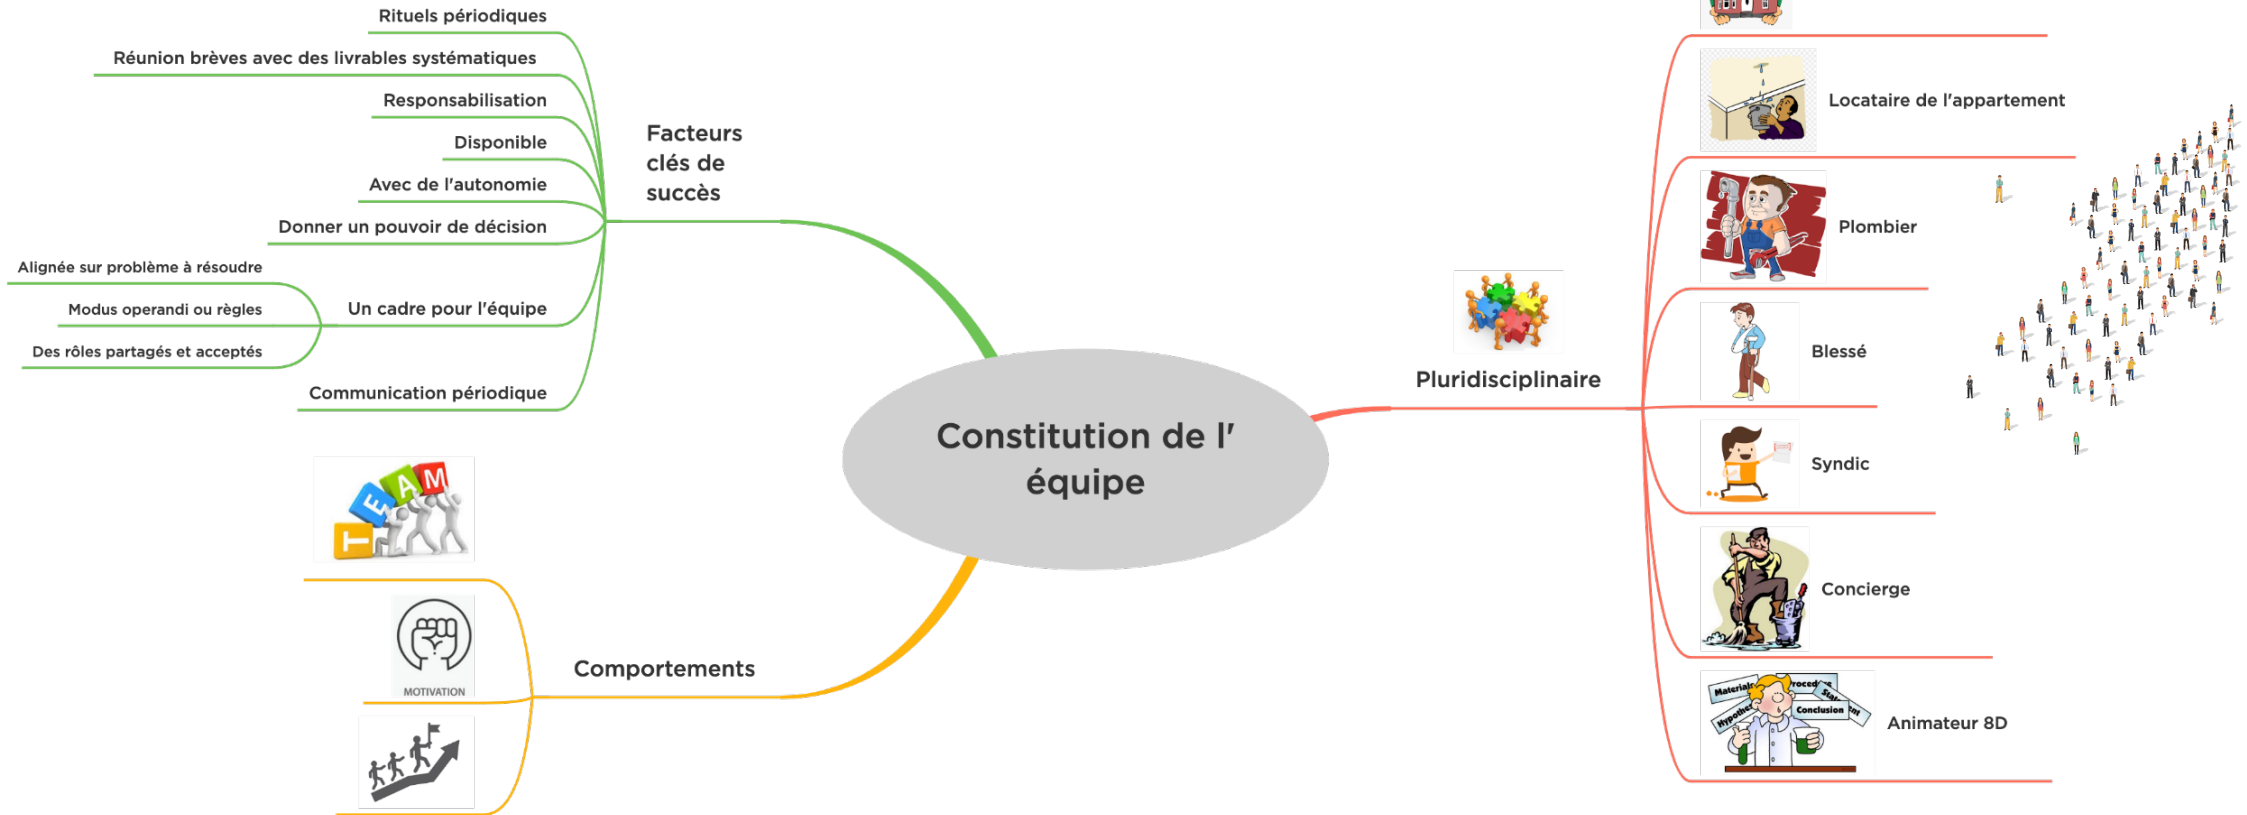 Rituels périodiques
Réunion brèves avec des livrables systématiques
Responsabilisation
Disponible
Avec de l'autonomie
Donner un pouvoir de décision
Alignée sur problème à résoudre
Modus operandi ou règles
Des rôles partagés et acceptés
Un cadre pour l'équipe
Communication périodique
Facteurs
clés de
succès
TEAM
MOTIVATION
Comportements
Constitution de l'
équipe
Pluridisciplinaire
Locataire de l'appartement
Plombier
Blessé
Syndic
Concierge
Materials
Conclusion
Animateur 8D